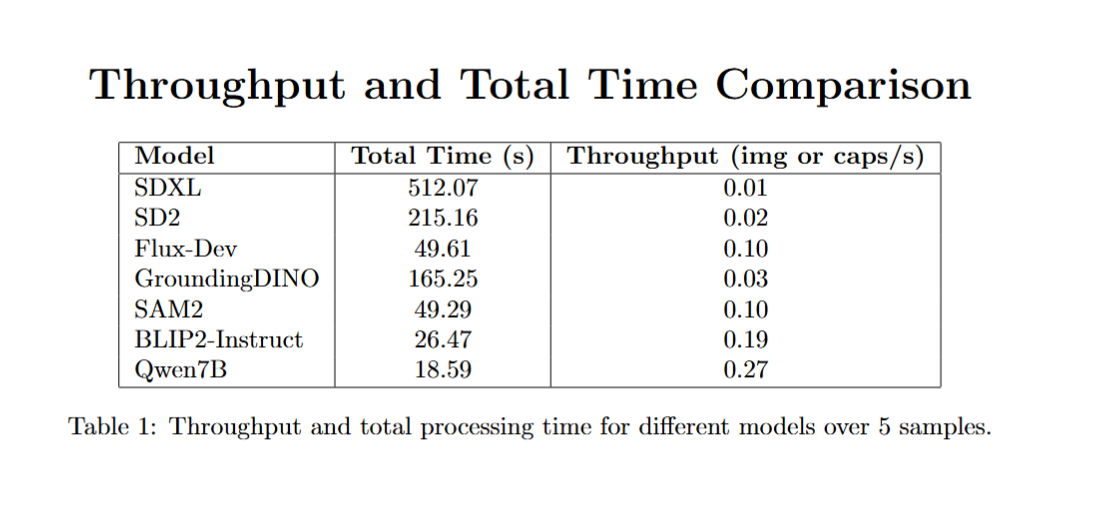 Throughput and Total Time Comparison
Model Total Time (s) Throughput (img or caps/s)
SDXL 512.07 0.01
SD2 215.16 0.02
Flux-Dev 49.61 0.10
GroundingDINO 165.25 0.03
SAM2 49.29 0.10
BLIP2-Instruct 26.47 0.19
Qwen7B 18.59 0.27
Table 1: Throughput and total processing time for different models over 5 samples.